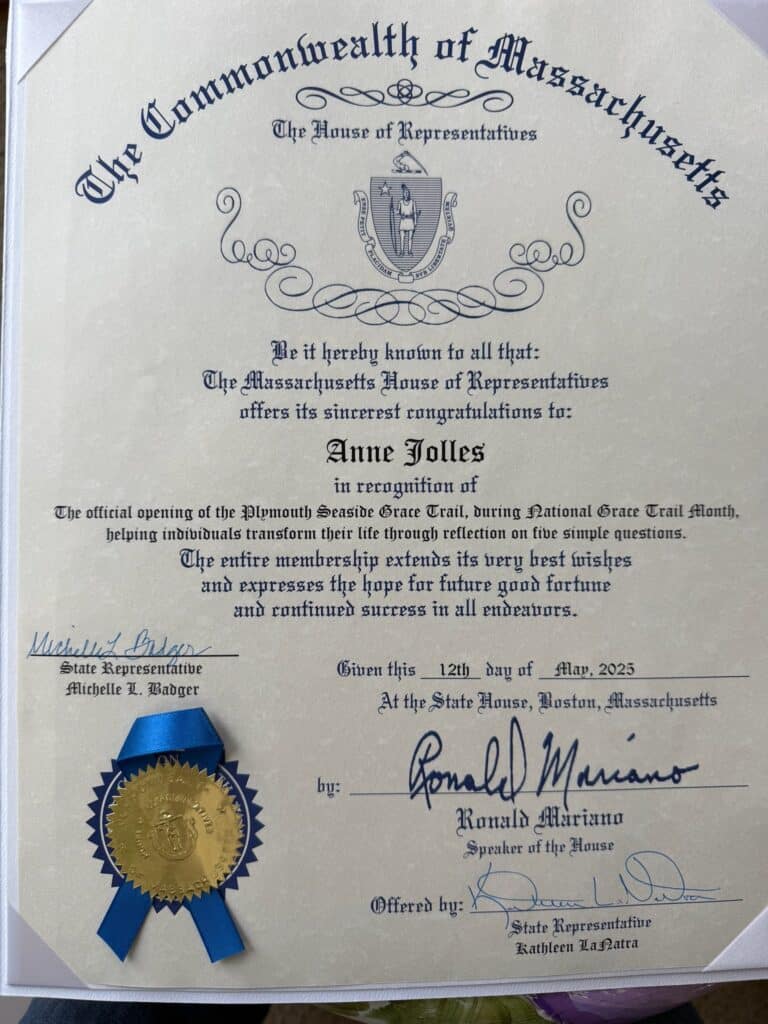 The Commonwealth of Massachusetts
The House of Representatives
Be it hereby known to all that:
The Massachusetts House of Representatives
offers its sincerest congratulations to:
Anne Jolles
in recognition of
The official opening of the Plymouth Seaside Grace Trail, during National Grace Trail Month,
helping individuals transform their life through reflection on five simple questions.
The entire membership extends its very best wishes
and expresses the hope for future good fortune
and continued success in all endeavors.
Michelle L Badger
State Representative
Michelle L. Badger
Given this 12th day of May, 2025
At the State House, Boston, Massachusetts
by: Ronald Mariano
Ronald Mariano
Speaker of the House
Offered by:
State Representative
Kathleen LaNatra